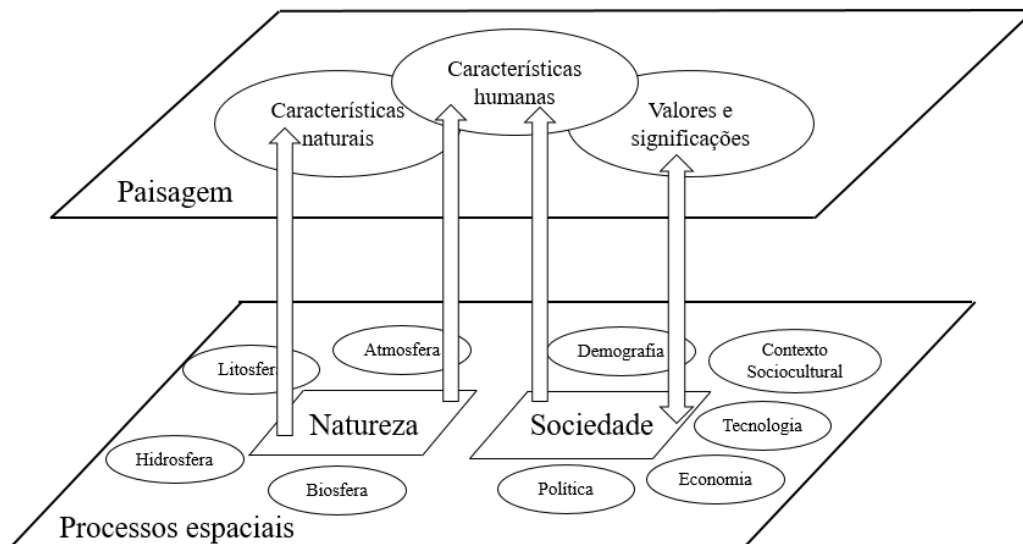 Características
humanas
Características
naturais
Valores e
significações
Paisagem
Atmosfera
Demografia
Litosfera
Contexto
Sociocultural
Natureza
Sociedade
Tecnologia
Hidrosfera
Biosfera
Política
Economia
Processos espaciais